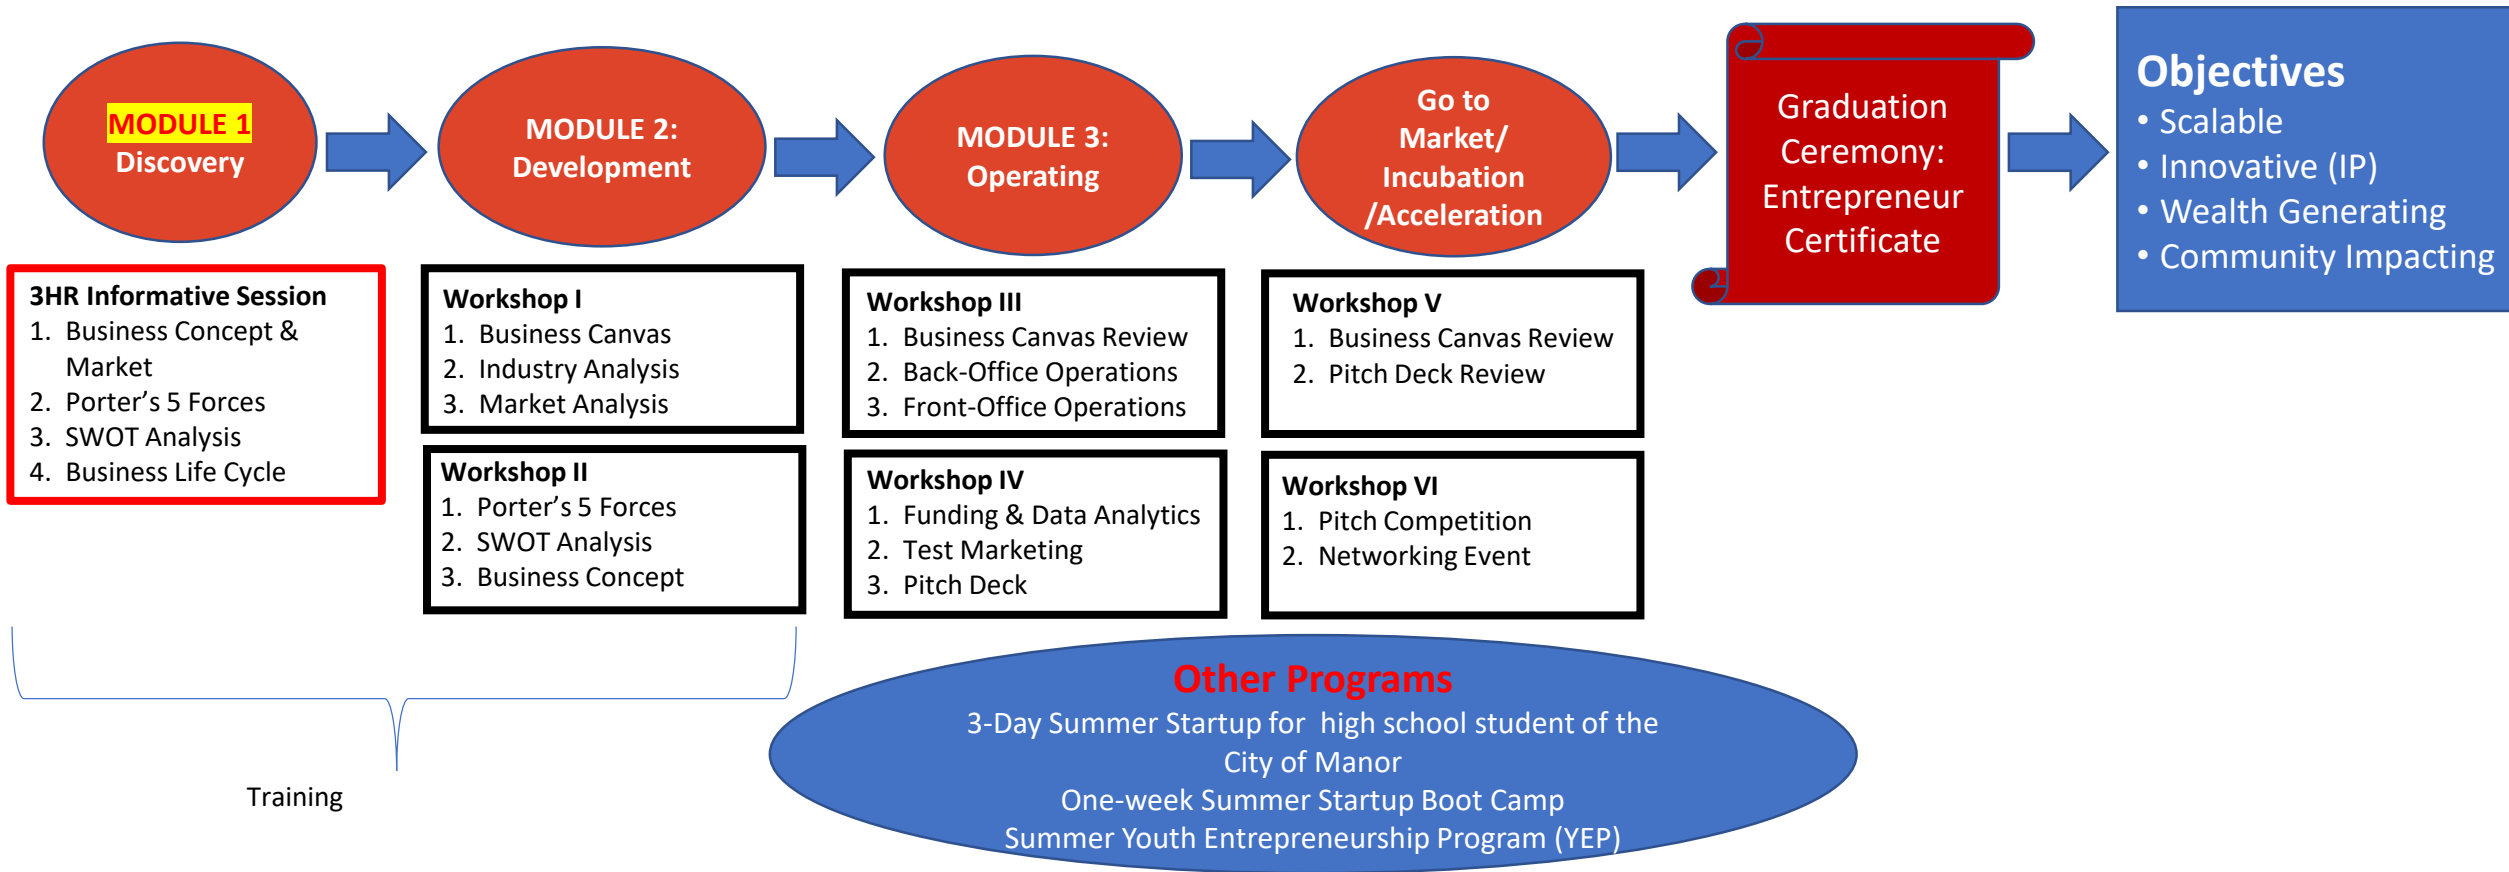 MODULE 1
Discovery
MODULE 2:
Development
MODULE 3:
Operating
Go to
Market/
Incubation
/Acceleration
Graduation
Ceremony:
Entrepreneur
Certificate
Objectives
• Scalable
• Innovative (IP)
• Wealth Generating
• Community Impacting
3HR Informative Session
1. Business Concept &
Market
2. Porter’s 5 Forces
3. SWOT Analysis
4. Business Life Cycle
Workshop I
1. Business Canvas
2. Industry Analysis
3. Market Analysis
Workshop II
1. Porter’s 5 Forces
2. SWOT Analysis
3. Business Concept
Workshop III
1. Business Canvas Review
2. Back-Office Operations
3. Front-Office Operations
Workshop IV
1. Funding & Data Analytics
2. Test Marketing
3. Pitch Deck
Workshop V
1. Business Canvas Review
2. Pitch Deck Review
Workshop VI
1. Pitch Competition
2. Networking Event
Training
Other Programs
3-Day Summer Startup for high school student of the
City of Manor
One-week Summer Startup Boot Camp
Summer Youth Entrepreneurship Program (YEP)